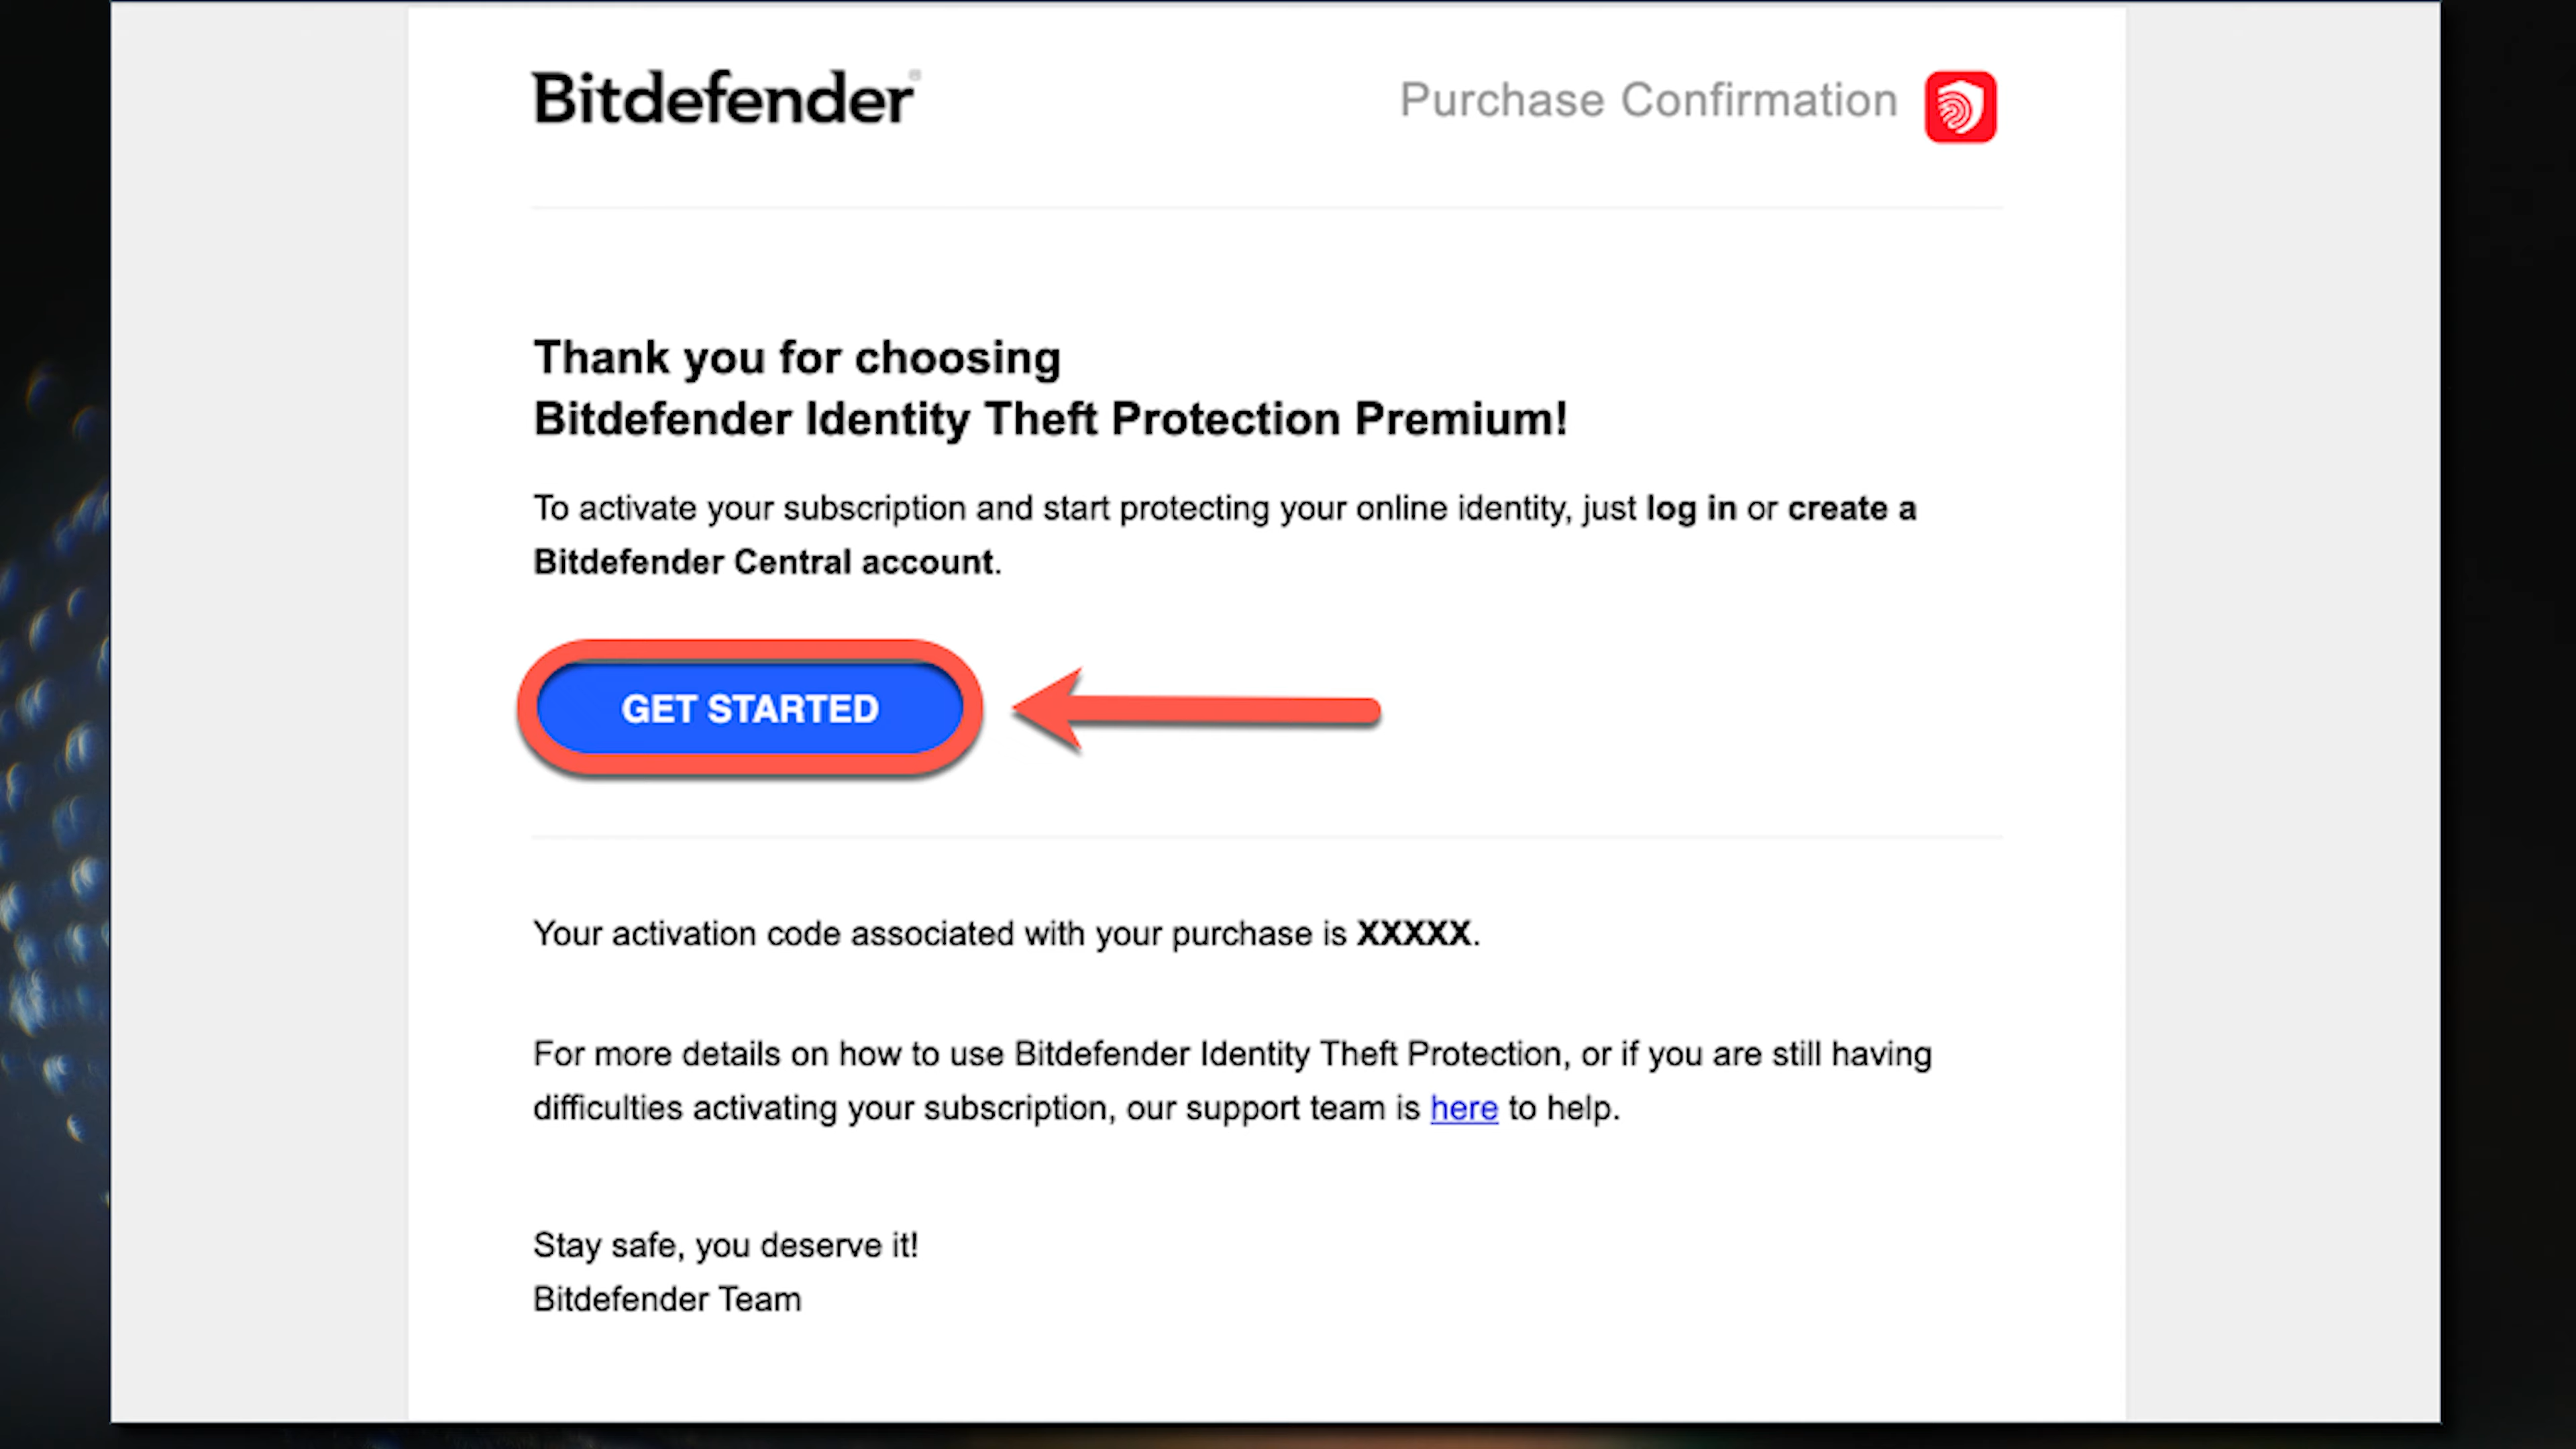 Bitdefender
Purchase Confirmation
Thank you for choosing
Bitdefender Identity Theft Protection Premium!
To activate your subscription and start protecting your online identity, just log in or create a
Bitdefender Central account.
GET STARTED
Your activation code associated with your purchase is XXXXX.
For more details on how to use Bitdefender Identity Theft Protection, or if you are still having
difficulties activating your subscription, our support team is here to help.
Stay safe, you deserve it!
Bitdefender Team